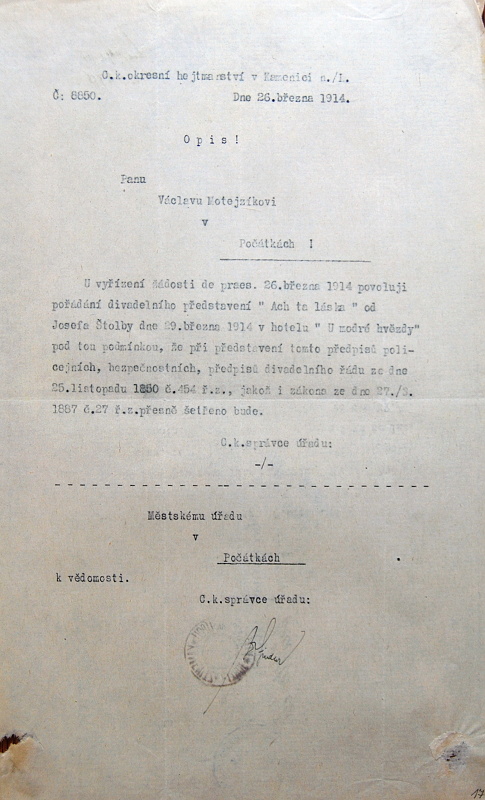 C.k.okresní hejtmanství v Kamenici n./L.
Č: 8850. Dne 26.března 1914.
O p i s !
Panu
Václavu Motejzíkovi
v
Počátkách !
U vyřízení žádosti de praes. 26.března 1914 povoluji
pořádání divadelního představení " Ach ta láska " od
Josefa Štolby dne 29.března 1914 v hotelu " U modré hvězdy"
pod tou podmínkou, že při představení tomto předpisů poli-
cejních, bezpečnostních, předpisů divadelního řádu ze dne
25.listopadu 1850 č.454 ř.z., jakož i zákona ze dne 27./2.
1887 č.27 ř.z.přesně šetřeno bude.
C.k.správce úřadu:
-/-
Městskému úřadu
v
Počátkách
k vědomosti.
C.k.správce úřadu:
17